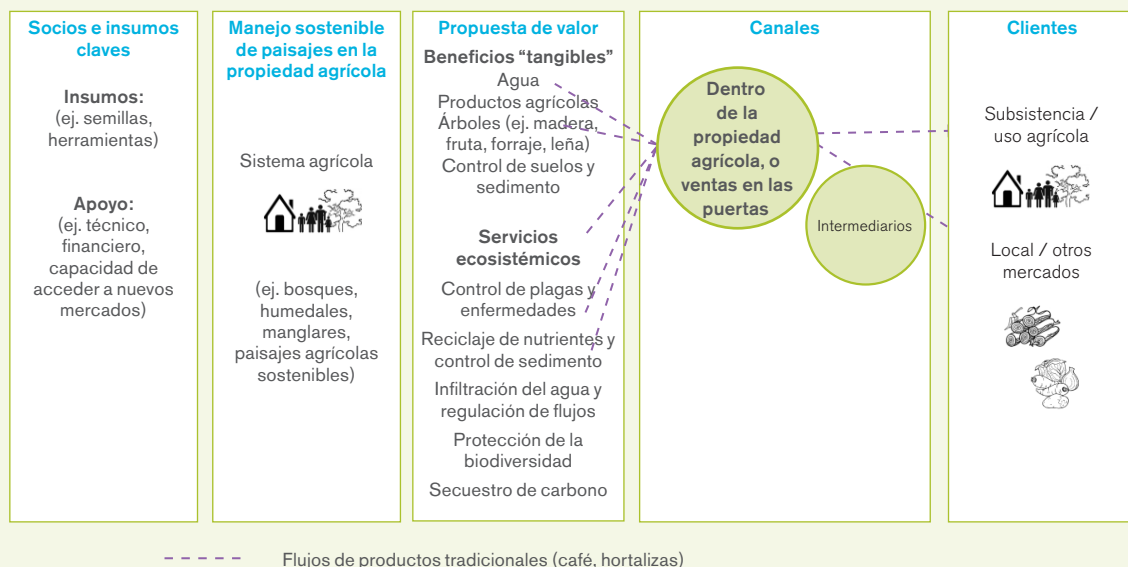 Socios e insumos
claves
Insumos:
(ej. semillas,
herramientas)
Apoyo:
(ej. técnico,
financiero,
capacidad de
acceder a nuevos
mercados)
Manejo sostenible
de paisajes en la
propiedad agrícola
Sistema agrícola
(ej. bosques,
humedales,
manglares,
paisajes agrícolas
sostenibles)
Propuesta de valor
Beneficios “tangibles”
Agua
Productos agrícolas
Árboles (ej. madera,
fruta, forraje, leña)
Control de suelos y
sedimento
Servicios
ecosistémicos
Control de plagas y
enfermedades
Reciclaje de nutrientes y
control de sedimento
Infiltración del agua y
regulación de flujos
Protección de la
biodiversidad
Secuestro de carbono
Canales
Dentro
de la
propiedad
agrícola, o
ventas en las
puertas
Intermediarios
Clientes
Subsistencia /
uso agrícola
Local / otros
mercados
Flujos de productos tradicionales (café, hortalizas)